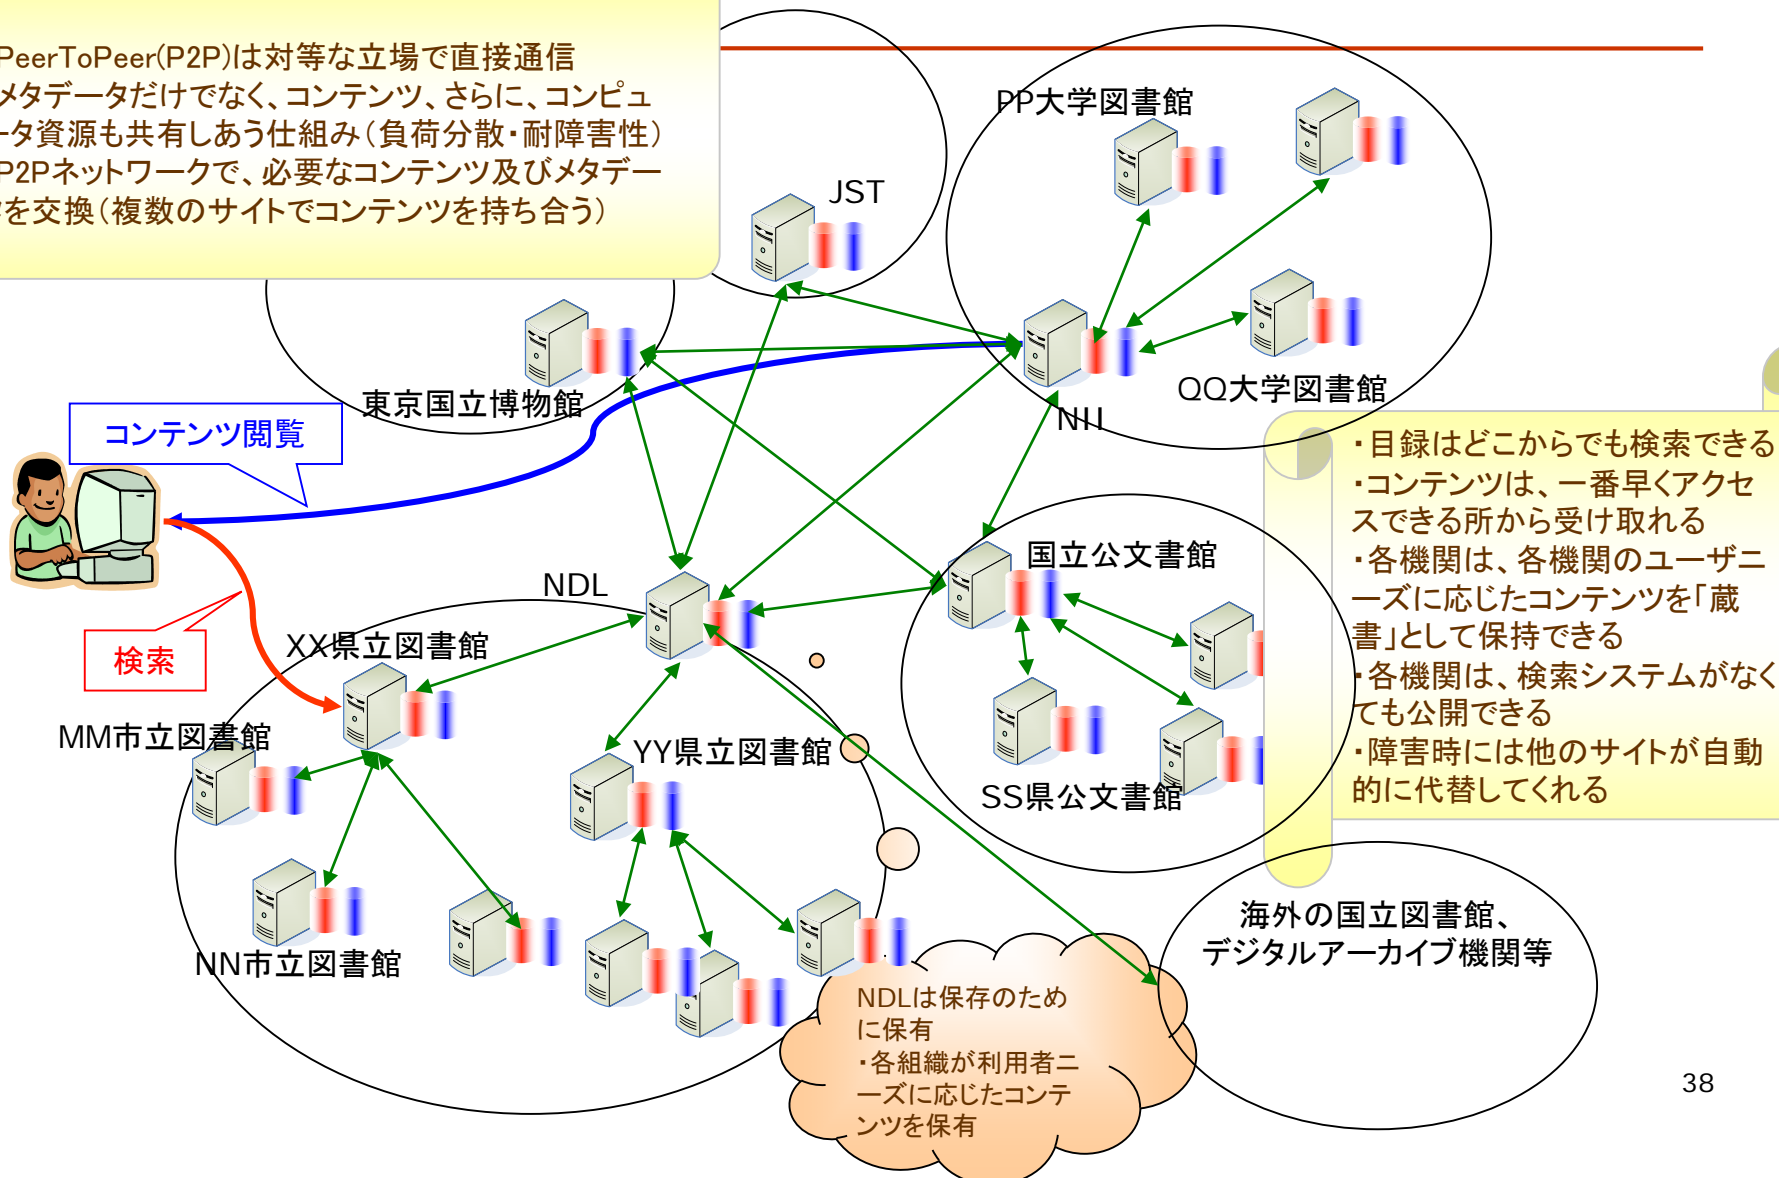 PeerToPeer(P2P)は対等な立場で直接通信
メタデータだけでなく、コンテンツ、さらに、コンピュ
ータ資源も共有しあう仕組み（負荷分散・耐障害性）
P2Pネットワークで、必要なコンテンツ及びメタデー
タを交換（複数のサイトでコンテンツを持ち合う）
PP大学図書館
JST
東京国立博物館
QQ大学図書館
NII
コンテンツ閲覧
・目録はどこからでも検索できる
・コンテンツは、一番早くアクセ
スできる所から受け取れる
・各機関は、各機関のユーザニ
ーズに応じたコンテンツを「蔵
書」として保持できる
・各機関は、検索システムがなく
ても公開できる
・障害時には他のサイトが自動
的に代替してくれる
国立公文書館
NDL
検索
XX県立図書館
MM市立図書館
YY県立図書館
SS県公文書館
NN市立図書館
海外の国立図書館、
デジタルアーカイブ機関等
NDLは保存のため
に保有
・各組織が利用者ニ
ーズに応じたコンテ
ンツを保有
38